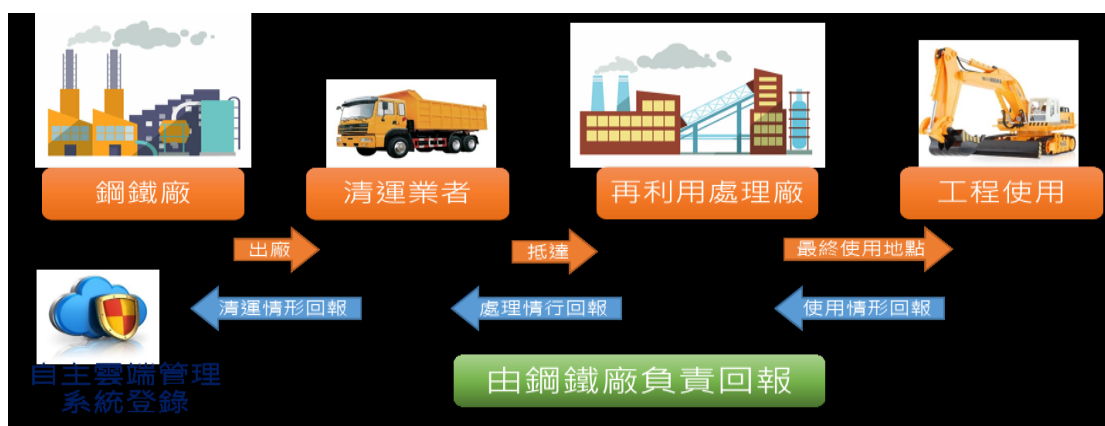 鋼鐵廠
清運業者
再利用處理廠
工程使用
出廠
抵達
最終使用地點
清運情形回報
處理情行回報
使用情形回報
自主雲端管理
系統登錄
由鋼鐵廠負責回報